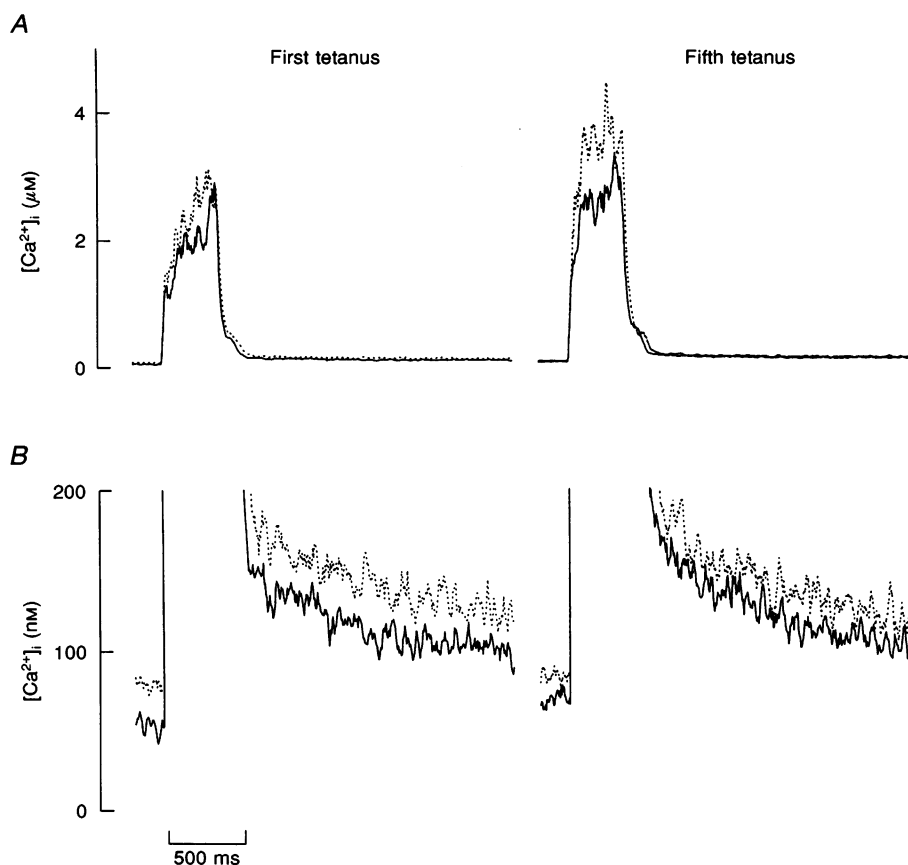 A
First tetanus
Fifth tetanus
4
2
0
[Ca²⁺]ᵢ (μM)
B
200
100
0
[Ca²⁺]ᵢ (nM)
500 ms